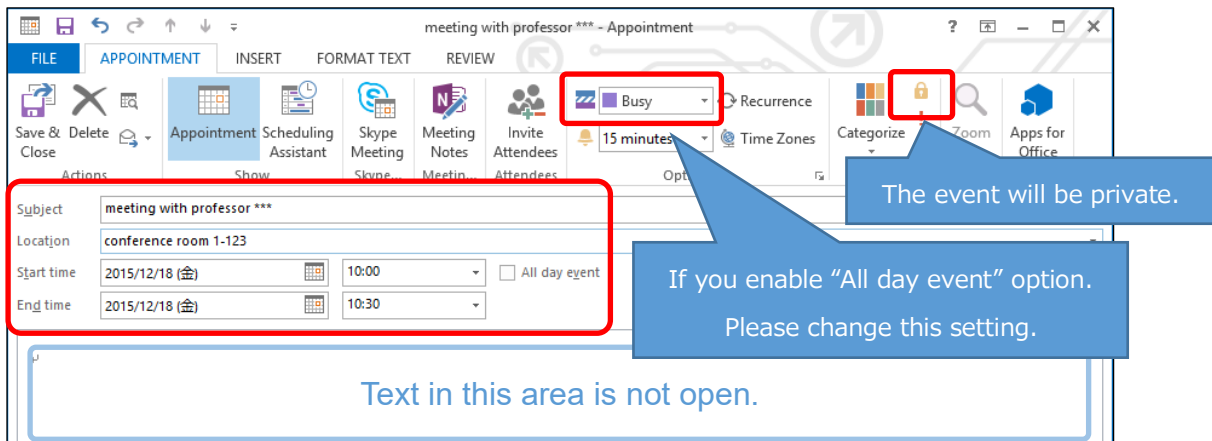 meeting with professor *** - Appointment
?
FILE APPOINTMENT INSERT FORMAT TEXT REVIEW
Busy Recurrence
Save & Close Delete Appointment Scheduling Assistant Skype Meeting Meeting Notes Invite Attendees 15 minutes Time Zones Categorize Zoom Apps for Office
Actions Show Skype... Meetin... Attendees
The event will be private.
Subject meeting with professor ***
Location conference room 1-123
Start time 2015/12/18 (金) 10:00 All day event
End time 2015/12/18 (金) 10:30
If you enable “All day event” option.
Please change this setting.
Text in this area is not open.